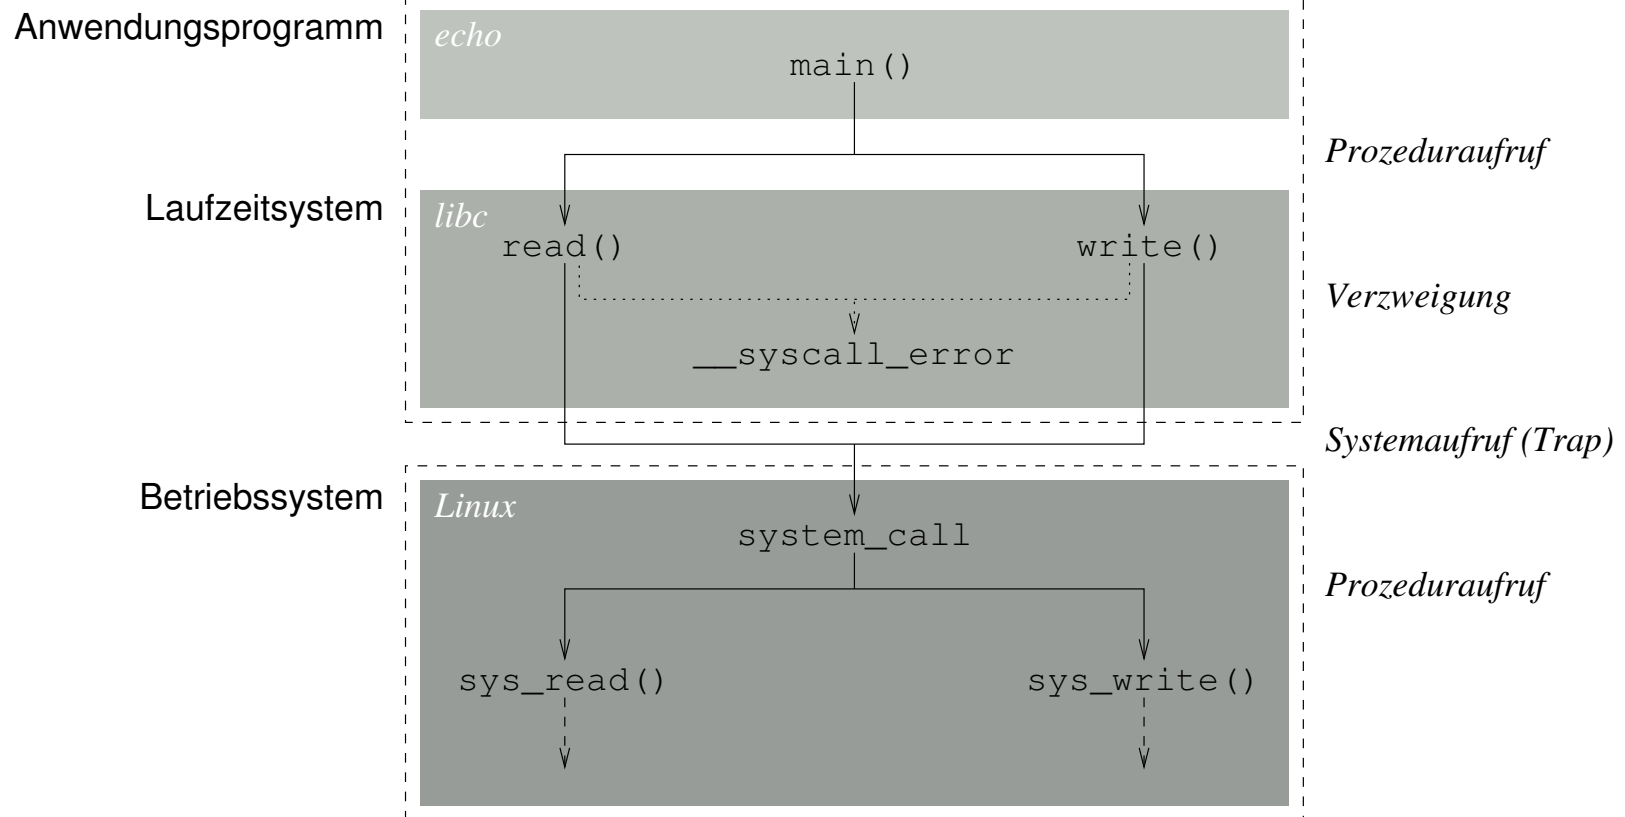 Anwendungsprogramm
echo
main()
Prozeduraufruf
Laufzeitsystem
libc
read()
write()
Verzweigung
__syscall_error
Systemaufruf (Trap)
Betriebssystem
Linux
system_call
Prozeduraufruf
sys_read()
sys_write()